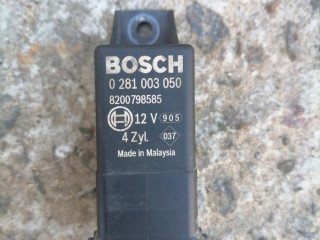 BOSCH
0 281 003 050
8200798585
12 V 905
4 Zyl. 037
Made in Malaysia